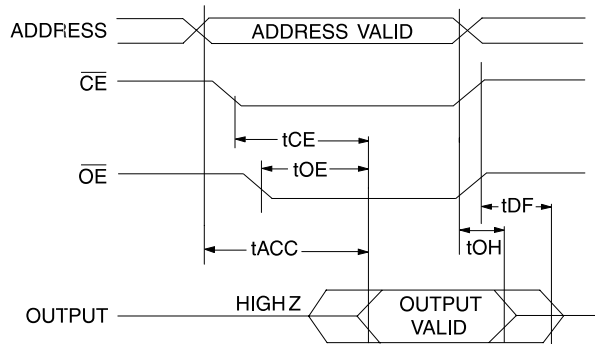 ADDRESS
ADDRESS VALID
CE
tCE
tOE
OE
tDF
tACC
tOH
HIGH Z
OUTPUT
OUTPUT
VALID